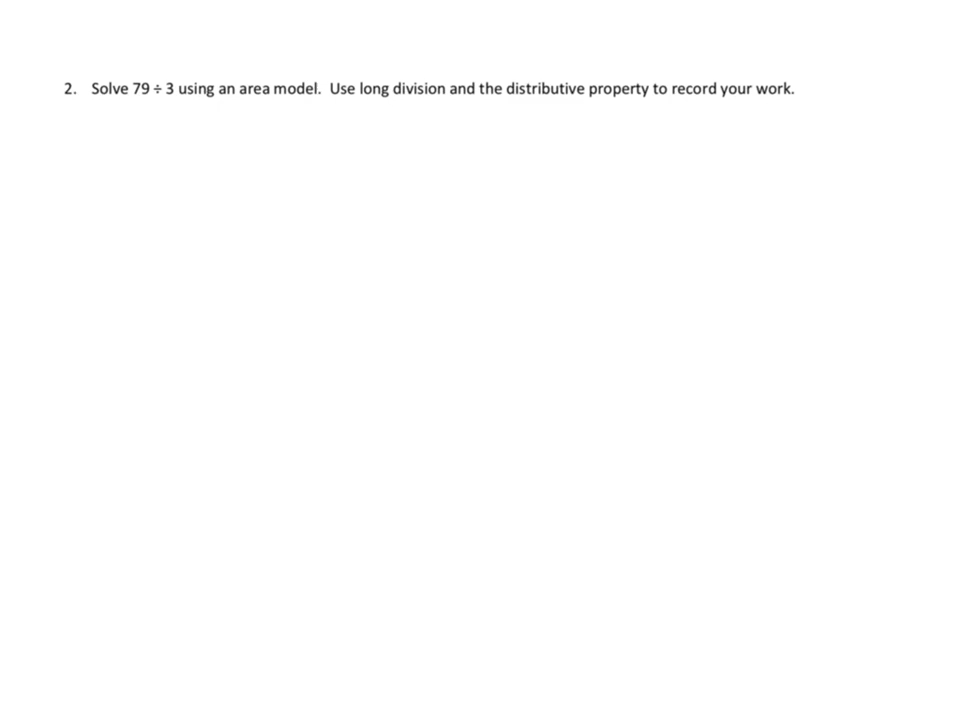 2. Solve 79 ÷ 3 using an area model. Use long division and the distributive property to record your work.